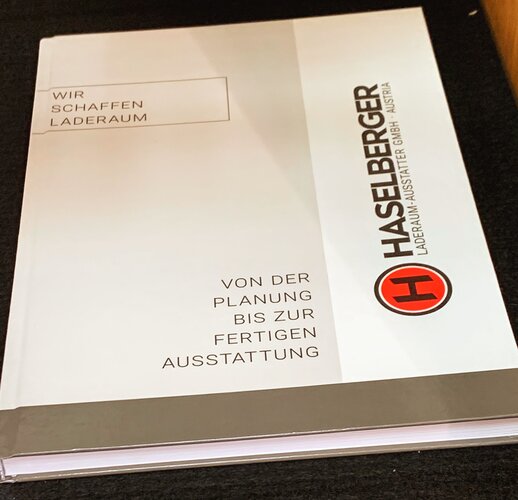 WIR
SCHAFFEN
LADERAUM
HASELBERGER
LADERAUM-AUSSTATTER GMBH · AUSTRIA
H
VON DER
PLANUNG
BIS ZUR
FERTIGEN
AUSSTATTUNG